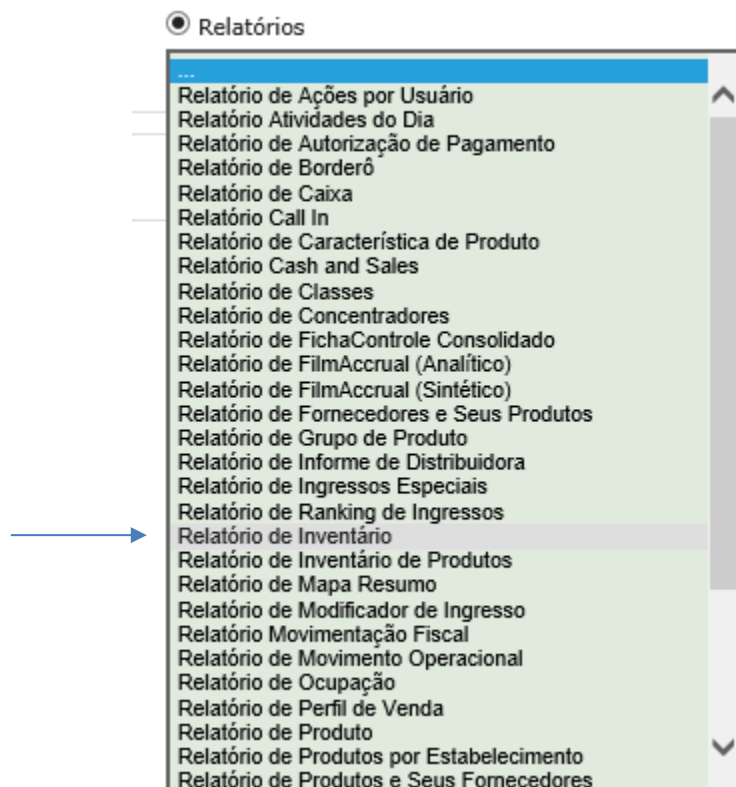 Relatórios
...
Relatório de Ações por Usuário
Relatório Atividades do Dia
Relatório de Autorização de Pagamento
Relatório de Borderô
Relatório de Caixa
Relatório Call In
Relatório de Característica de Produto
Relatório Cash and Sales
Relatório de Classes
Relatório de Concentradores
Relatório de FichaControle Consolidado
Relatório de FilmAccrual (Analítico)
Relatório de FilmAccrual (Sintético)
Relatório de Fornecedores e Seus Produtos
Relatório de Grupo de Produto
Relatório de Informe de Distribuidora
Relatório de Ingressos Especiais
Relatório de Ranking de Ingressos
Relatório de Inventário
Relatório de Inventário de Produtos
Relatório de Mapa Resumo
Relatório de Modificador de Ingresso
Relatório Movimentação Fiscal
Relatório de Movimento Operacional
Relatório de Ocupação
Relatório de Perfil de Venda
Relatório de Produto
Relatório de Produtos por Estabelecimento
Relatório de Produtos e Seus Fornecedores